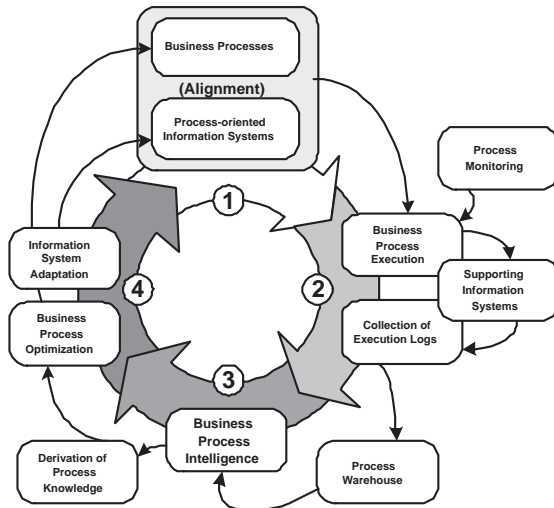 Business Processes
(Alignment)
Process-oriented
Information Systems
Process
Monitoring
1
Business
Process
Execution
Information
System
Adaptation
4
2
Supporting
Information
Systems
Business
Process
Optimization
Collection of
Execution Logs
3
Business
Process
Intelligence
Derivation of
Process
Knowledge
Process
Warehouse